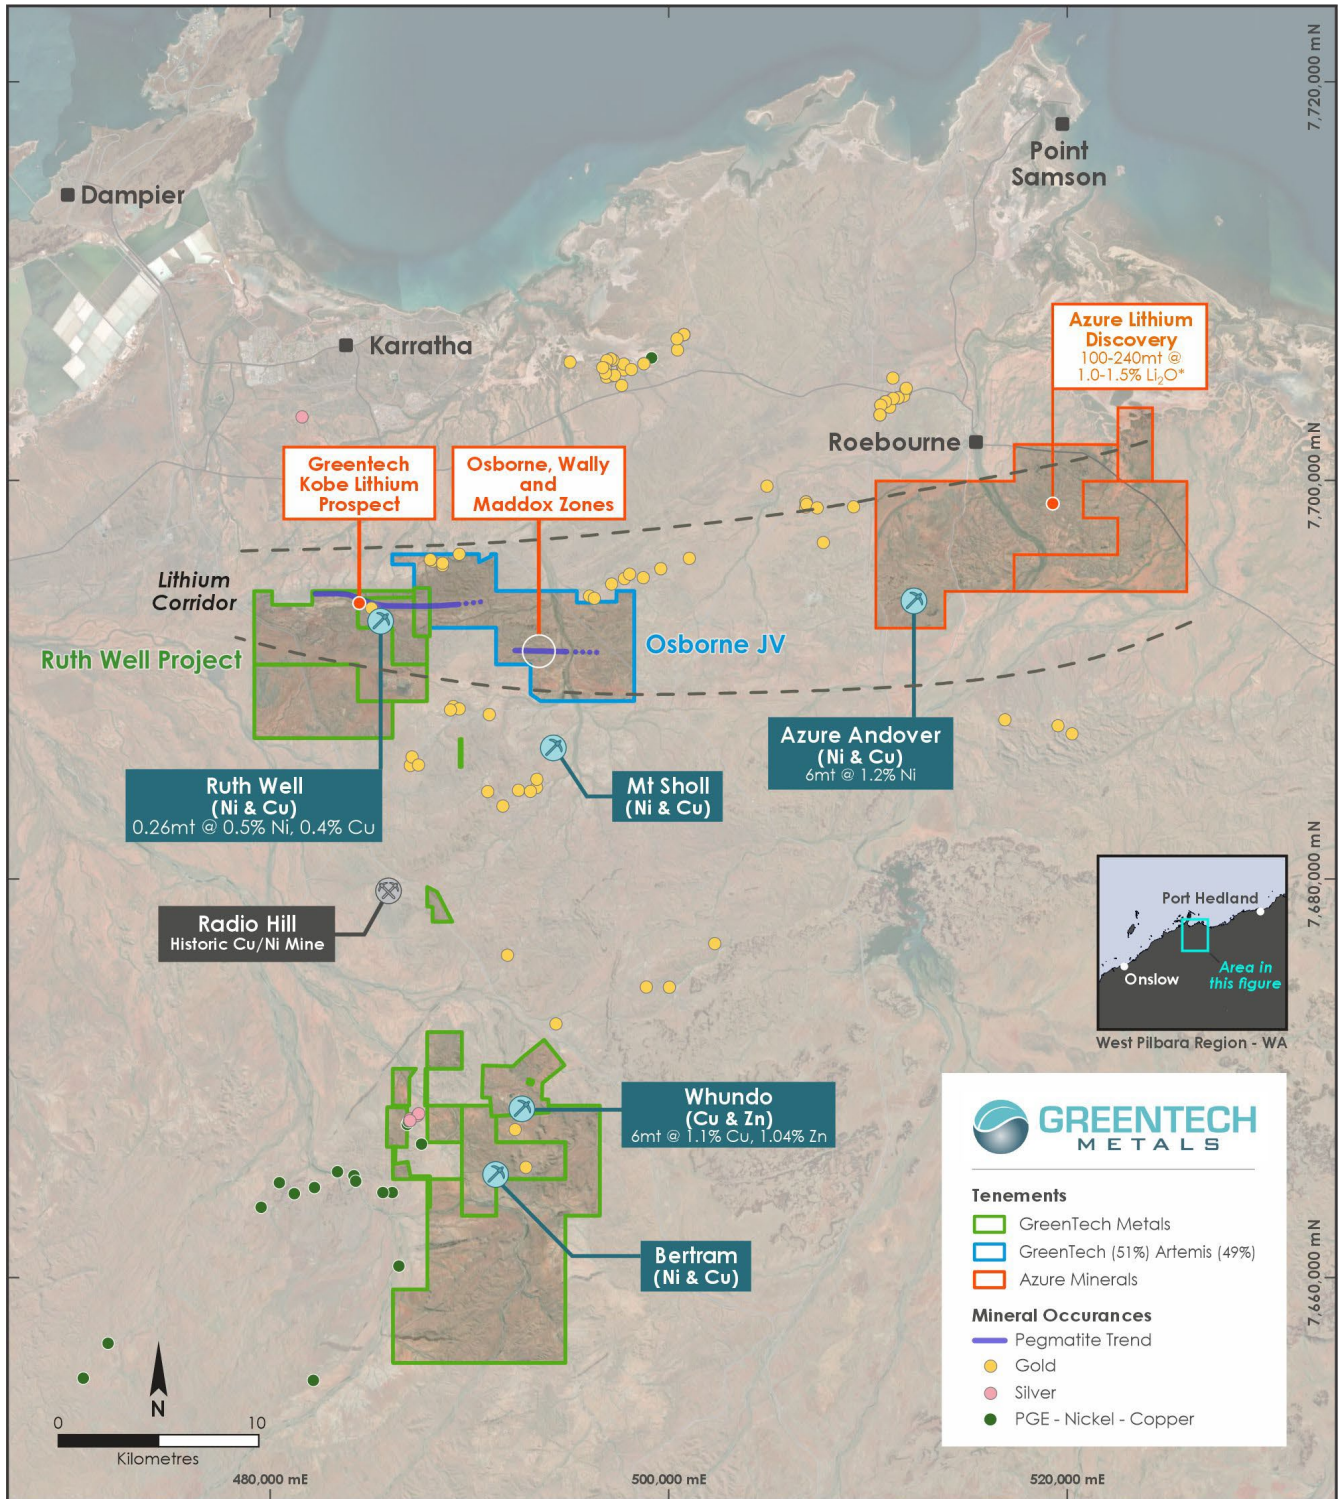 7,720,000 mN
Point
Samson
Dampier
Karratha
Azure Lithium
Discovery
100-240mt @
1.0-1.5% Li₂O*
Roebourne
7,700,000 mN
Greentech
Kobe Lithium
Prospect
Osborne, Wally
and
Maddox Zones
Lithium
Corridor
Ruth Well Project
Osborne JV
Azure Andover
(Ni & Cu)
6mt @ 1.2% Ni
Ruth Well
(Ni & Cu)
0.26mt @ 0.5% Ni, 0.4% Cu
Mt Sholl
(Ni & Cu)
7,680,000 mN
Radio Hill
Historic Cu/Ni Mine
Port Hedland
Onslow
Area in
this figure
West Pilbara Region - WA
Whundo
(Cu & Zn)
6mt @ 1.1% Cu, 1.04% Zn
Bertram
(Ni & Cu)
GREENTECH
METALS
Tenements
GreenTech Metals
GreenTech (51%) Artemis (49%)
Azure Minerals
Mineral Occurances
Pegmatite Trend
Gold
Silver
PGE - Nickel - Copper
7,660,000 mN
N
0 10
Kilometres
480,000 mE
500,000 mE
520,000 mE